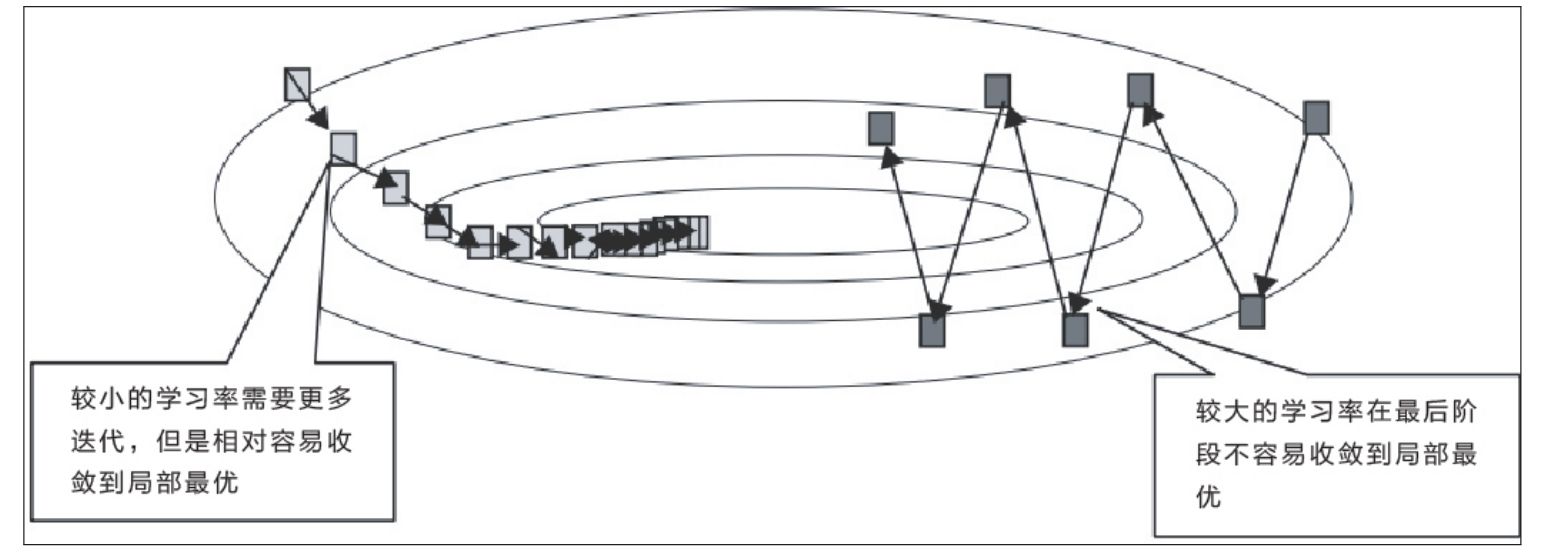 较小的学习率需要更多
迭代，但是相对容易收
敛到局部最优
较大的学习率在最后阶
段不容易收敛到局部最
优